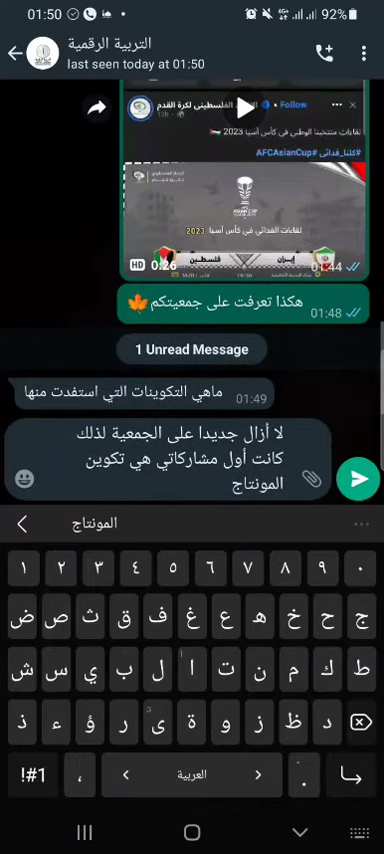 01:50
92%
التربية الرقمية
last seen today at 01:50
الفلسطيني لكرة القدم
Follow
12h
لقاءات منتخبنا الوطني في كأس آسيا 2023
#كلنا_فدائي #AFCAsianCup
ASIAN CUP
لقاءات الفدائي في كأس آسيا 2023
إيران فلسطين
HD 0:26 01:44
هكذا تعرفت على جمعيتكم🍁
01:48
1 Unread Message
ماهي التكوينات التي استفدت منها
01:49
لا أزال جديدا على الجمعية لذلك
كانت أول مشاركاتي هي تكوين
المونتاج
المونتاج
١ ٢ ٣ ٤ ٥ ٦ ٧ ٨ ٩ ٠
ض ص ث ق ف غ ع ه خ ح ج
ش س ي ب ل ا ت ن م ك ط
ذ ء ؤ ر ى ة و ز ظ د
!#1 ، العربية .